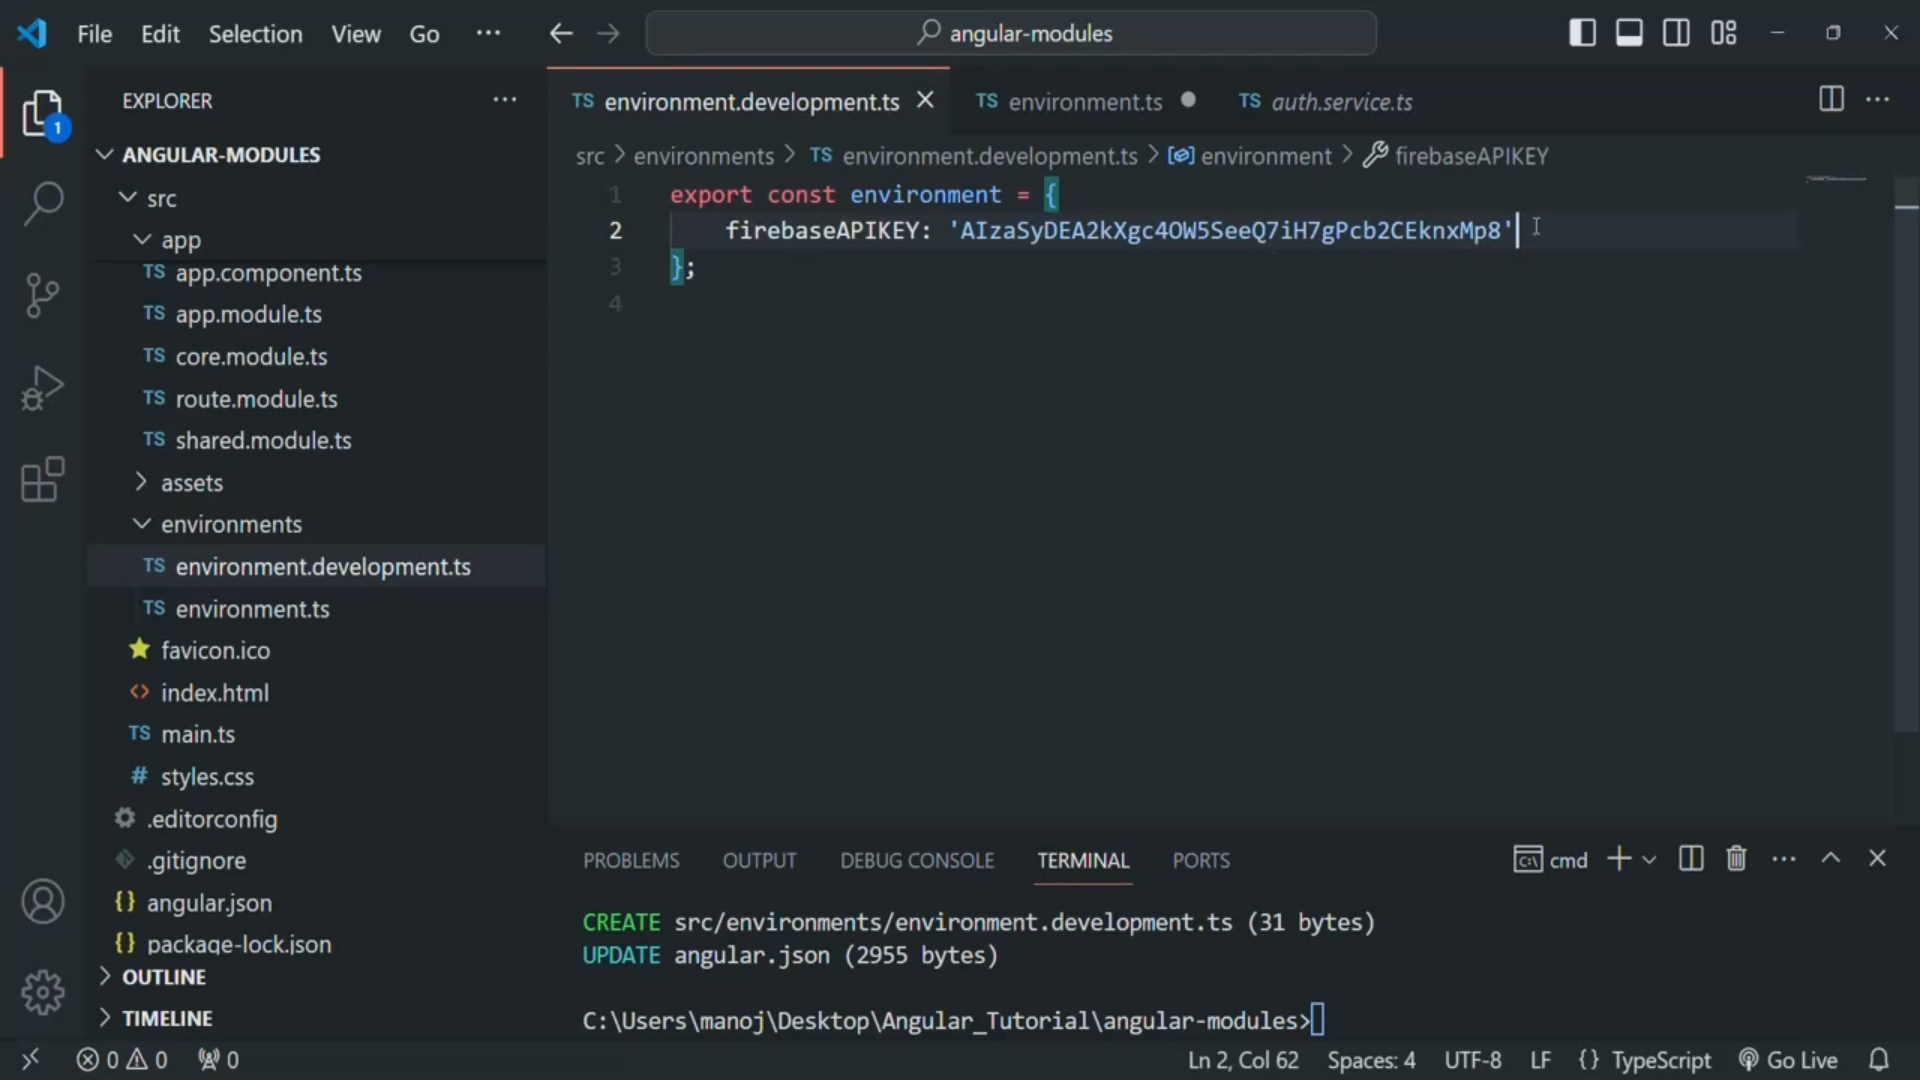 File Edit Selection View Go ··· angular-modules
EXPLORER ···
1
ANGULAR-MODULES
src
app
TS app.component.ts
TS app.module.ts
TS core.module.ts
TS route.module.ts
TS shared.module.ts
assets
environments
TS environment.development.ts
TS environment.ts
favicon.ico
<> index.html
TS main.ts
# styles.css
.editorconfig
.gitignore
{} angular.json
{} package-lock.json
OUTLINE
TIMELINE
TS environment.development.ts TS environment.ts TS auth.service.ts
src > environments > TS environment.development.ts > environment > firebaseAPIKEY
1 export const environment = {
2 firebaseAPIKEY: 'AIzaSyDEA2kXgc4OW5SeeQ7iH7gPcb2CEknxMp8'
3 };
4
PROBLEMS OUTPUT DEBUG CONSOLE TERMINAL PORTS cmd
CREATE src/environments/environment.development.ts (31 bytes)
UPDATE angular.json (2955 bytes)
C:\Users\manoj\Desktop\Angular_Tutorial\angular-modules>
0 0 0 Ln 2, Col 62 Spaces: 4 UTF-8 LF {} TypeScript Go Live